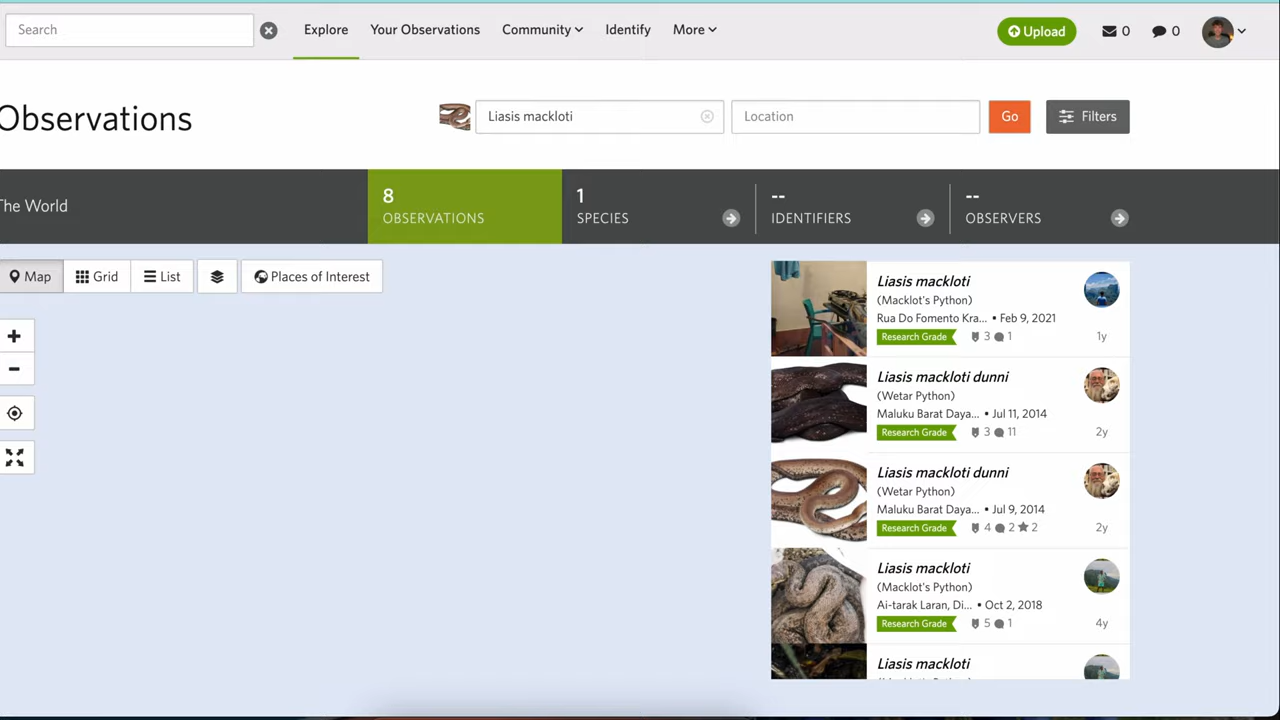 Search
Explore
Your Observations
Community
Identify
More
Upload
0
0
Observations
Liasis mackloti
Location
Go
Filters
The World
8
OBSERVATIONS
1
SPECIES
--
IDENTIFIERS
--
OBSERVERS
Map
Grid
List
Places of Interest
Liasis mackloti
(Macklot's Python)
Rua Do Fomento Kra... • Feb 9, 2021
Research Grade 3 1 1y
Liasis mackloti dunni
(Wetar Python)
Maluku Barat Daya... • Jul 11, 2014
Research Grade 3 11 2y
Liasis mackloti dunni
(Wetar Python)
Maluku Barat Daya... • Jul 9, 2014
Research Grade 4 2 2 2y
Liasis mackloti
(Macklot's Python)
Ai-tarak Laran, Di... • Oct 2, 2018
Research Grade 5 1 4y
Liasis mackloti